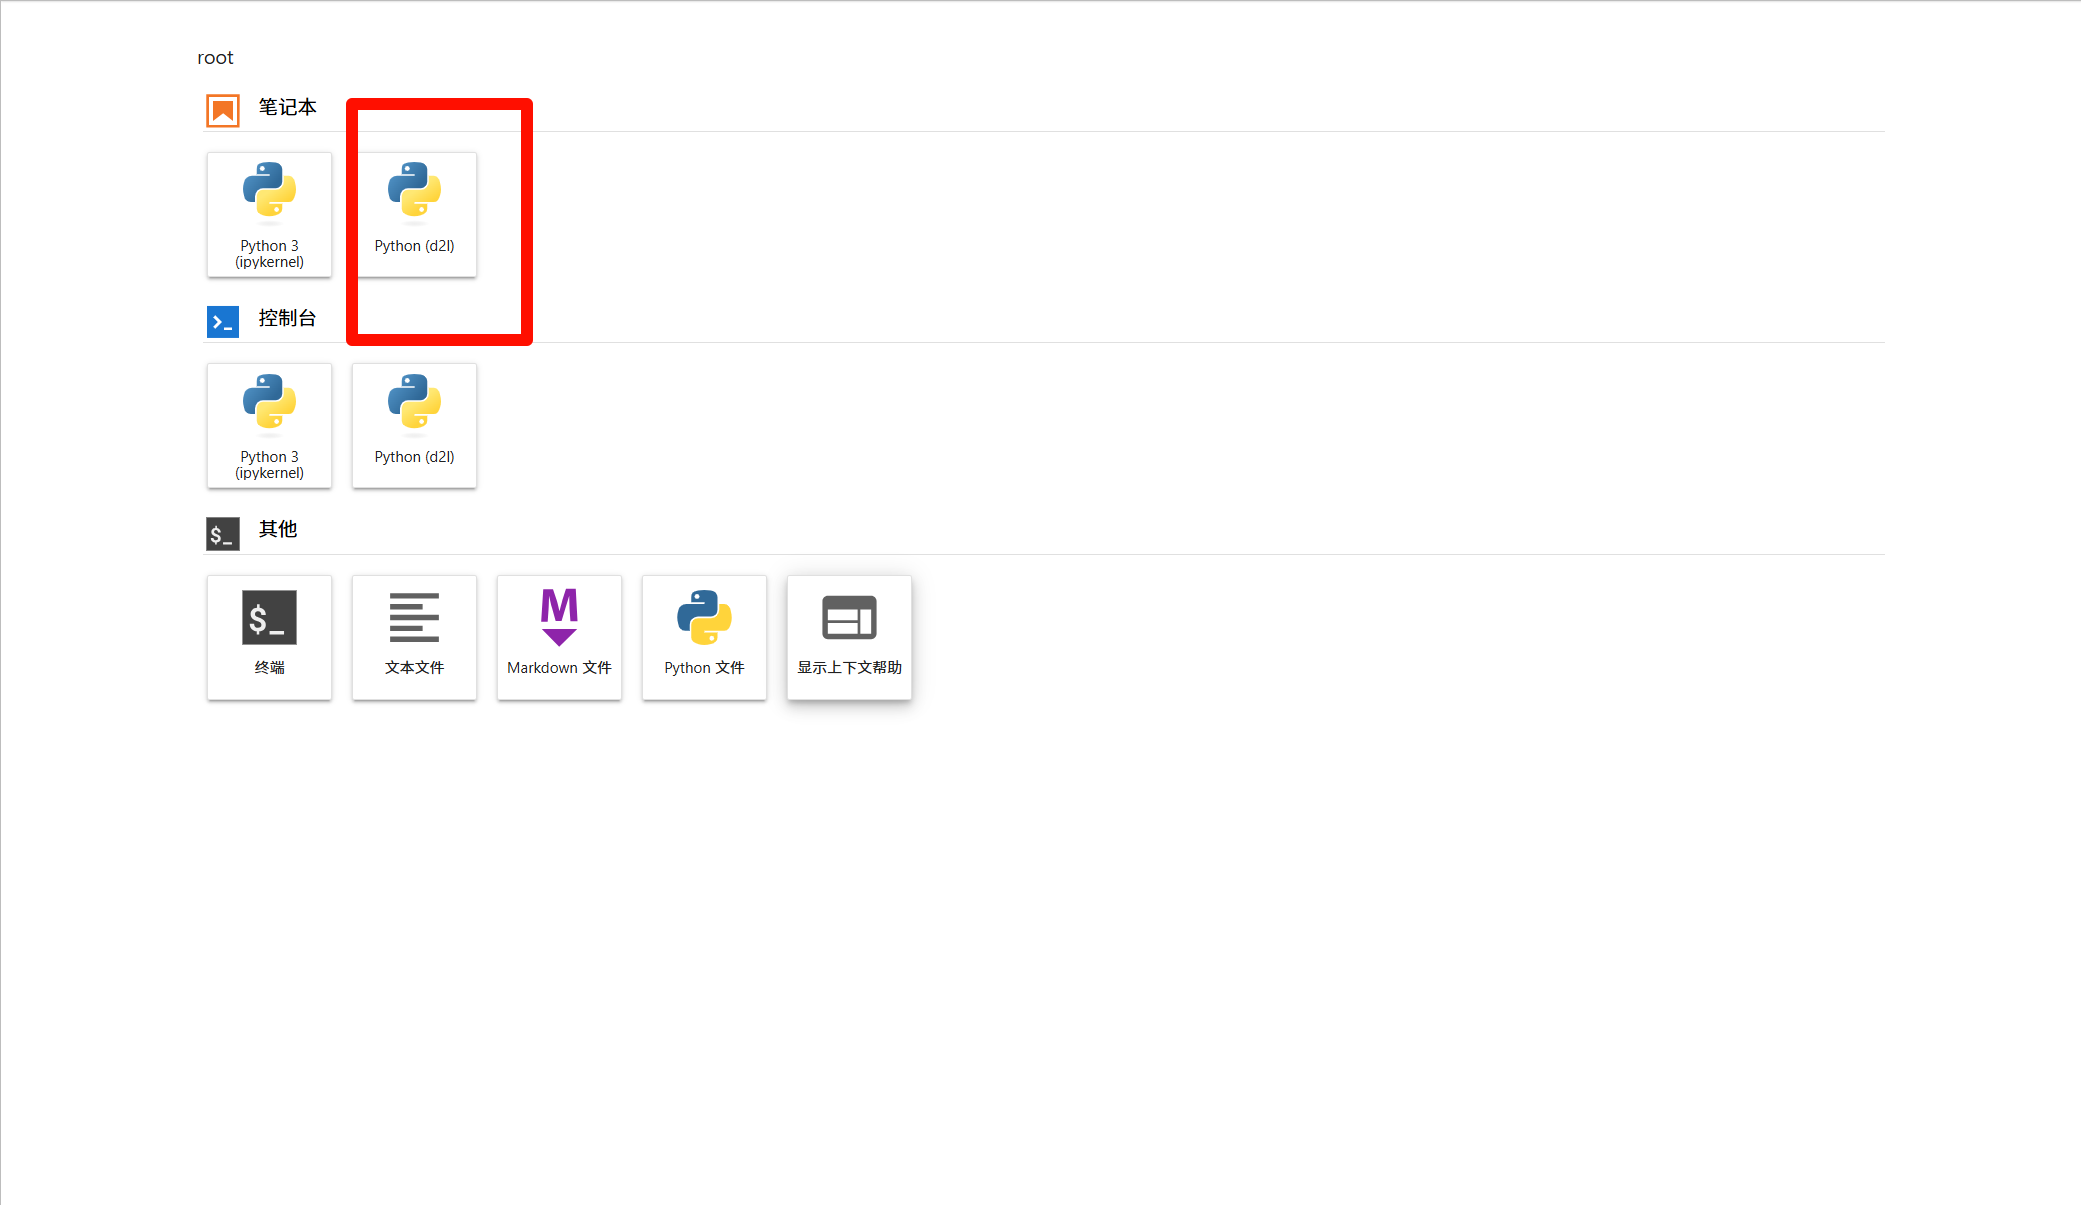 root
笔记本
Python 3
(ipykernel)
Python (d2l)
控制台
Python 3
(ipykernel)
Python (d2l)
其他
$_
终端
文本文件
M
Markdown 文件
Python 文件
显示上下文帮助